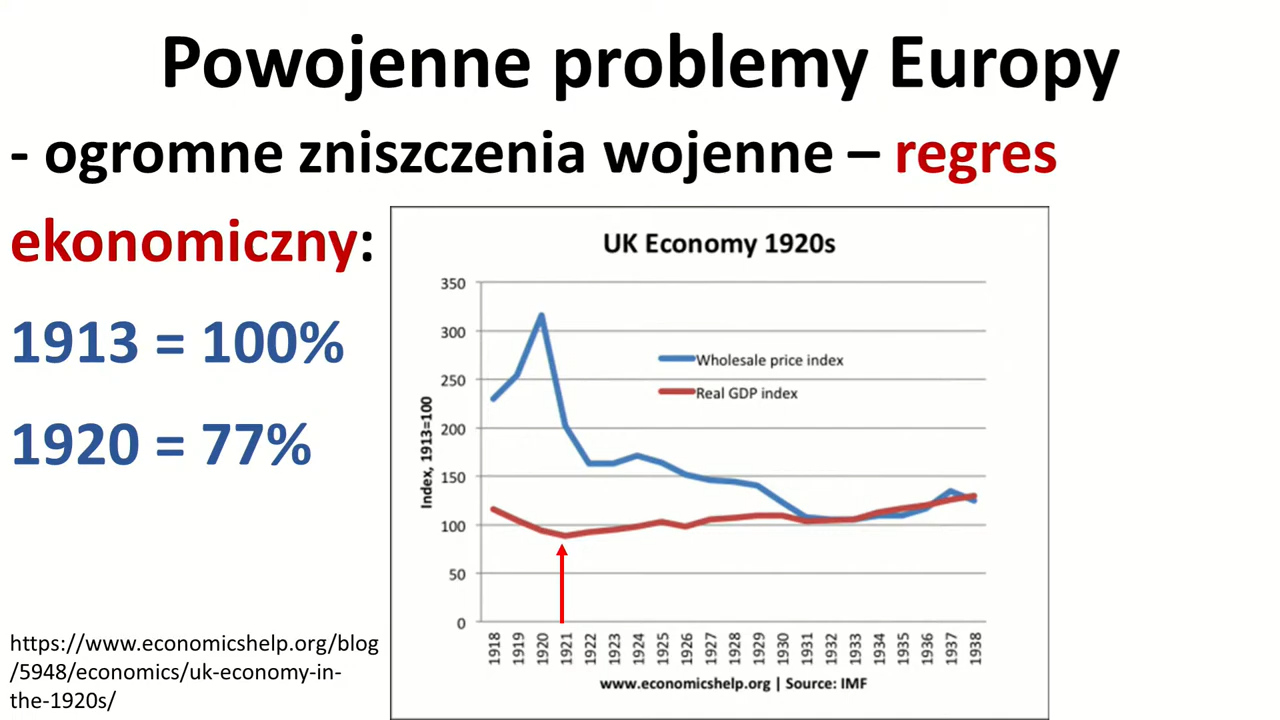 Powojenne problemy Europy
- ogromne zniszczenia wojenne – regres
ekonomiczny:
1913 = 100%
1920 = 77%
https://www.economicshelp.org/blog
/5948/economics/uk-economy-in-
the-1920s/
UK Economy 1920s
Index, 1913=100
350
300
250
200
150
100
50
0
Wholesale price index
Real GDP index
1918 1919 1920 1921 1922 1923 1924 1925 1926 1927 1928 1929 1930 1931 1932 1933 1934 1935 1936 1937 1938
www.economicshelp.org | Source: IMF